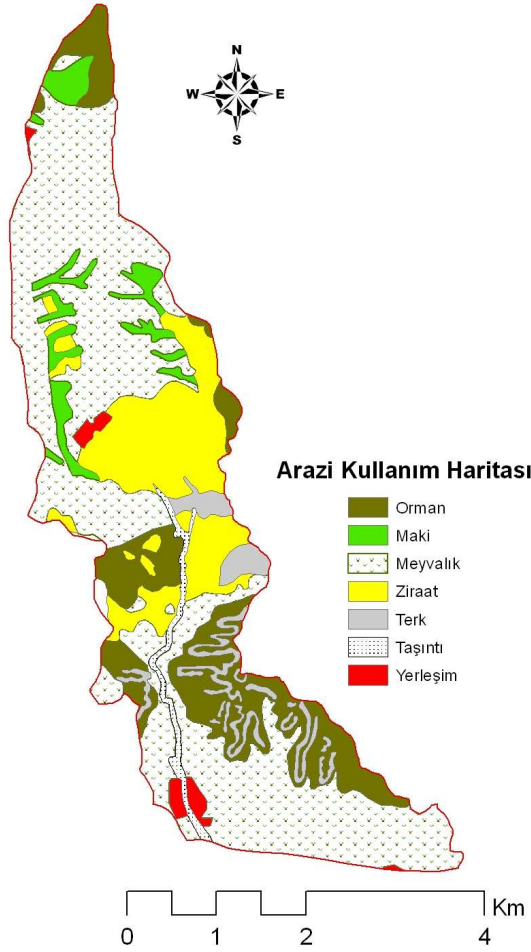 N
W E
S
Arazi Kullanım Haritası
Orman
Maki
Meyvalık
Ziraat
Terk
Taşıntı
Yerleşim
Km
0 1 2 4